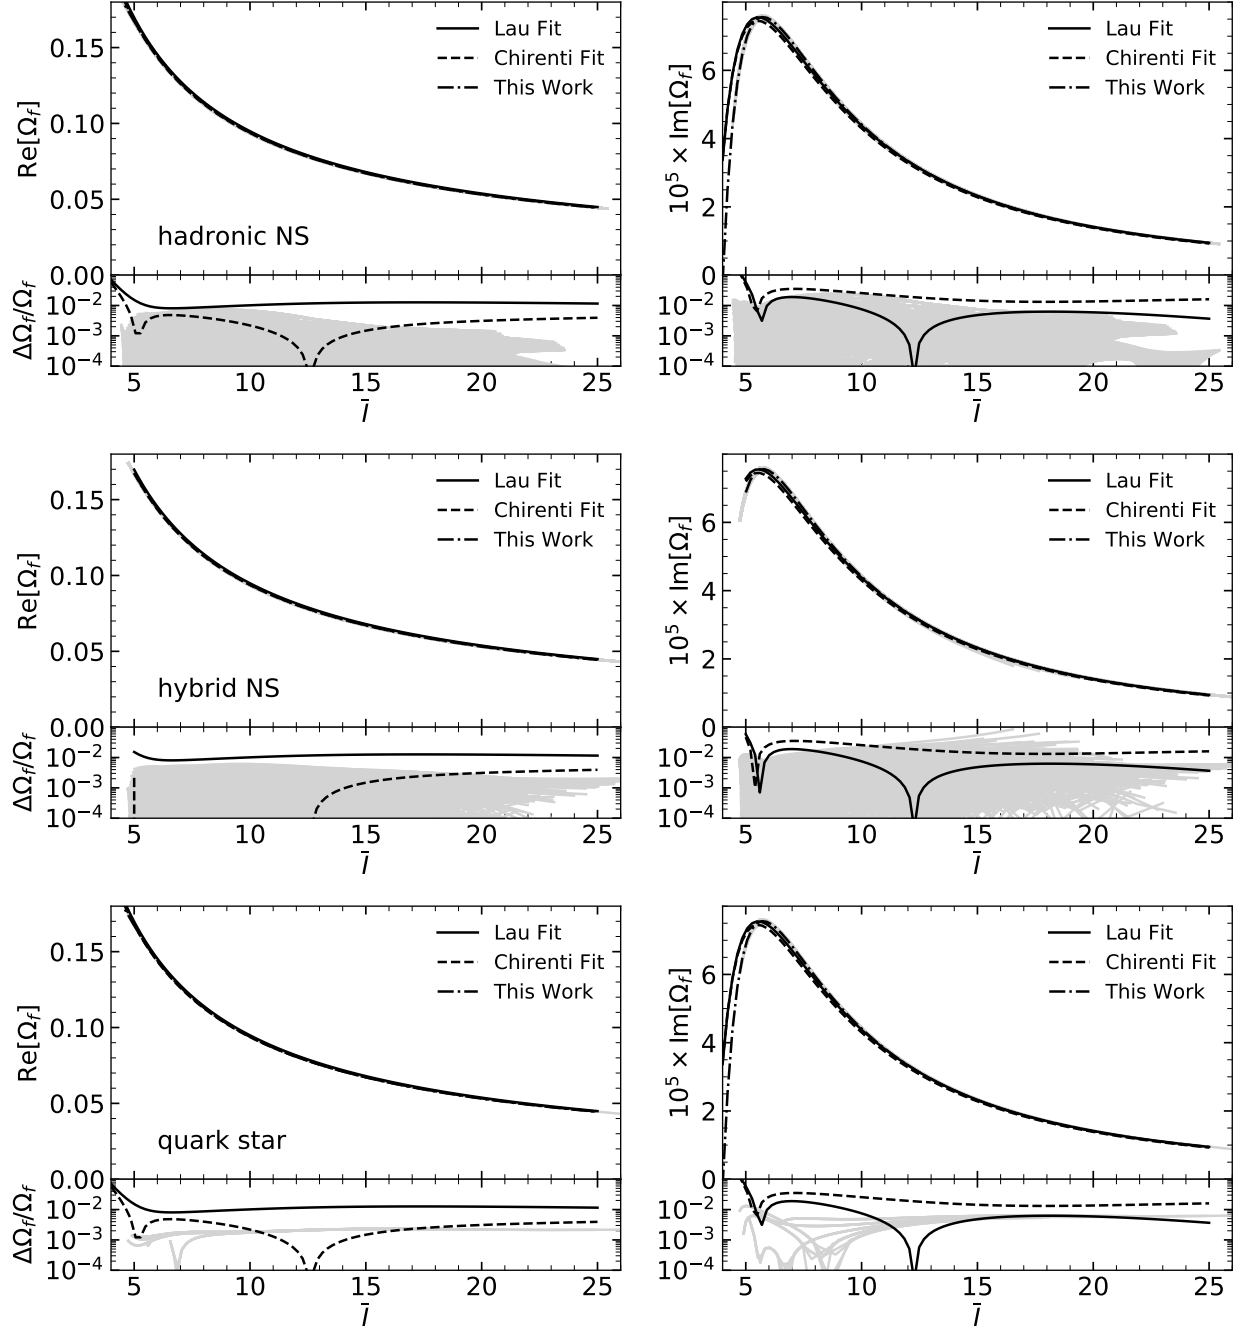 Re[Ω_f]
0.15
0.10
0.05
0.00
Lau Fit
Chirenti Fit
This Work
hadronic NS
ΔΩ_f/Ω_f
10⁻²
10⁻³
10⁻⁴
5 10 15 20 25
Ī
10⁵ × Im[Ω_f]
6
4
2
0
Lau Fit
Chirenti Fit
This Work
10⁻²
10⁻³
10⁻⁴
5 10 15 20 25
Ī
Re[Ω_f]
0.15
0.10
0.05
0.00
Lau Fit
Chirenti Fit
This Work
hybrid NS
ΔΩ_f/Ω_f
10⁻²
10⁻³
10⁻⁴
5 10 15 20 25
Ī
10⁵ × Im[Ω_f]
6
4
2
0
Lau Fit
Chirenti Fit
This Work
10⁻²
10⁻³
10⁻⁴
5 10 15 20 25
Ī
Re[Ω_f]
0.15
0.10
0.05
0.00
Lau Fit
Chirenti Fit
This Work
quark star
ΔΩ_f/Ω_f
10⁻²
10⁻³
10⁻⁴
5 10 15 20 25
Ī
10⁵ × Im[Ω_f]
6
4
2
0
Lau Fit
Chirenti Fit
This Work
10⁻²
10⁻³
10⁻⁴
5 10 15 20 25
Ī